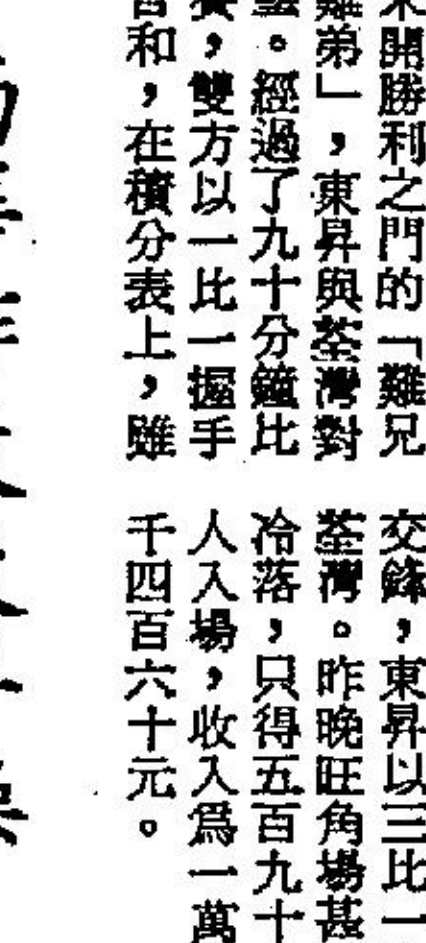 未開勝利之門的「難兄
難弟」，東昇與荃灣對
壘。經過了九十分鐘比
賽，雙方以一比一握手
言和，在積分表上，雖
交鋒，東昇以三比一
荃灣。昨晚旺角場甚
冷落，只得五百九十
人入場，收入爲一萬
千四百六十元。